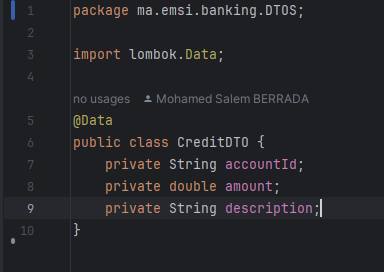 1 package ma.emsi.banking.DTOS;
2
3 import lombok.Data;
4
no usages Mohamed Salem BERRADA
5 @Data
6 public class CreditDTO {
7 private String accountId;
8 private double amount;
9 private String description;
10 }